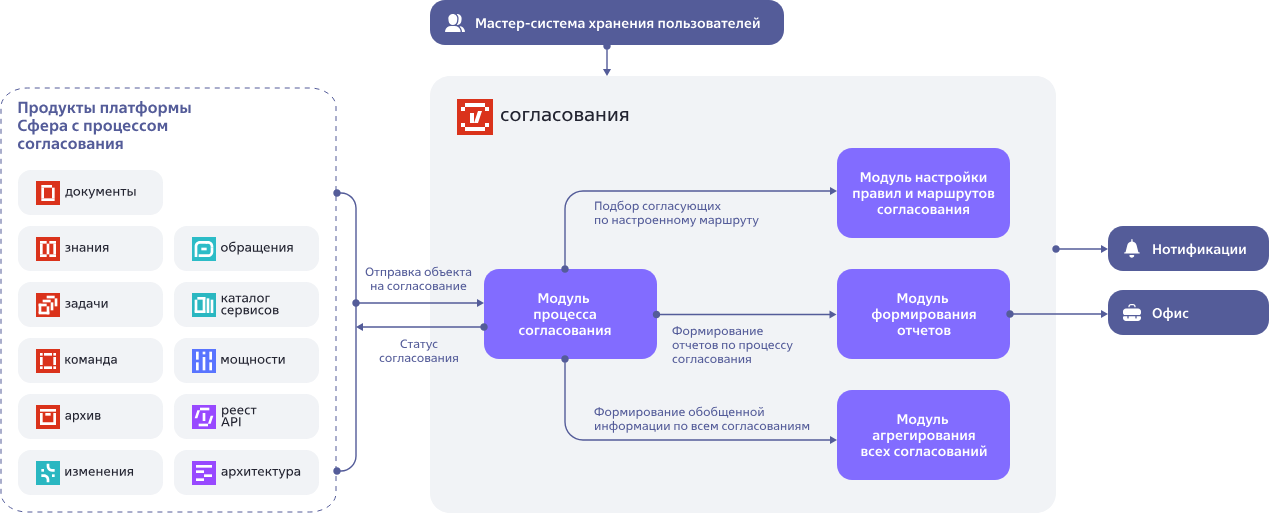 Мастер-система хранения пользователей
Продукты платформы
Сфера с процессом
согласования
документы
знания
обращения
задачи
каталог
сервисов
команда
мощности
архив
реест
API
изменения
архитектура
Отправка объекта
на согласование
Статус
согласования
согласования
Подбор согласующих
по настроенному маршруту
Модуль настройки
правил и маршрутов
согласования
Модуль
процесса
согласования
Формирование
отчетов по процессу
согласования
Модуль
формирования
отчетов
Формирование обобщенной
информации по всем согласованиям
Модуль
агрегирования
всех согласований
Нотификации
Офис